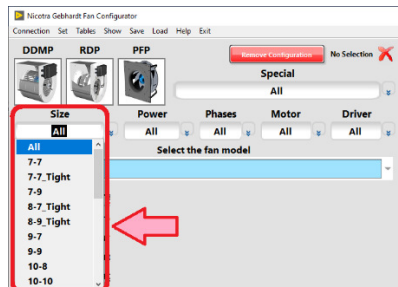 Nicotra Gebhardt Fan Configurator
Connection Set Tables Show Save Load Help Exit
DDMP RDP PFP
Remove Configuration No Selection
Special
All
Size Power Phases Motor Driver
All All All All All
Select the fan model
All
7-7
7-7_Tight
7-9
8-7_Tight
8-9_Tight
9-7
9-9
10-8
10-10